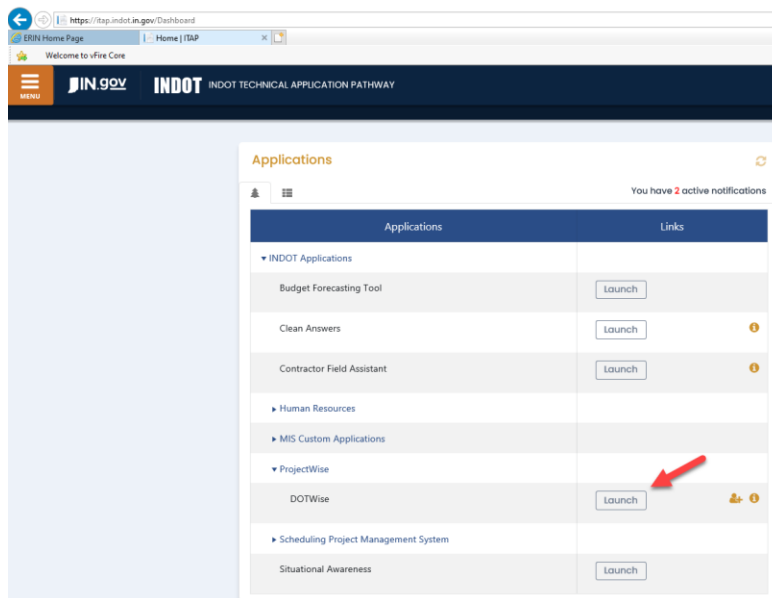 https://itap.indot.in.gov/Dashboard
ERIN Home Page
Home | ITAP
Welcome to vFire Core
MENU
IN.gov
INDOT
INDOT TECHNICAL APPLICATION PATHWAY
Applications
You have 2 active notifications
Applications Links
INDOT Applications
Budget Forecasting Tool Launch
Clean Answers Launch
Contractor Field Assistant Launch
Human Resources
MIS Custom Applications
ProjectWise
DOTWise Launch
Scheduling Project Management System
Situational Awareness Launch